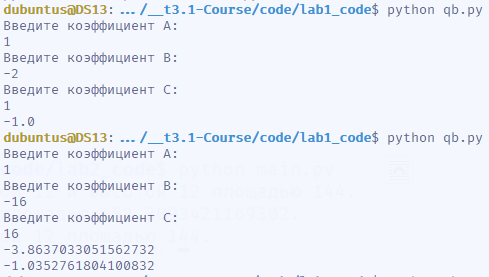 dubuntus@DS13: .../__t3.1-Course/code/lab1_code$ python qb.py
Введите коэффициент А:
1
Введите коэффициент B:
-2
Введите коэффициент C:
1
-1.0
dubuntus@DS13: .../__t3.1-Course/code/lab1_code$ python qb.py
Введите коэффициент А:
1
Введите коэффициент B:
-16
Введите коэффициент C:
16
-3.8637033051562732
-1.0352761804100832